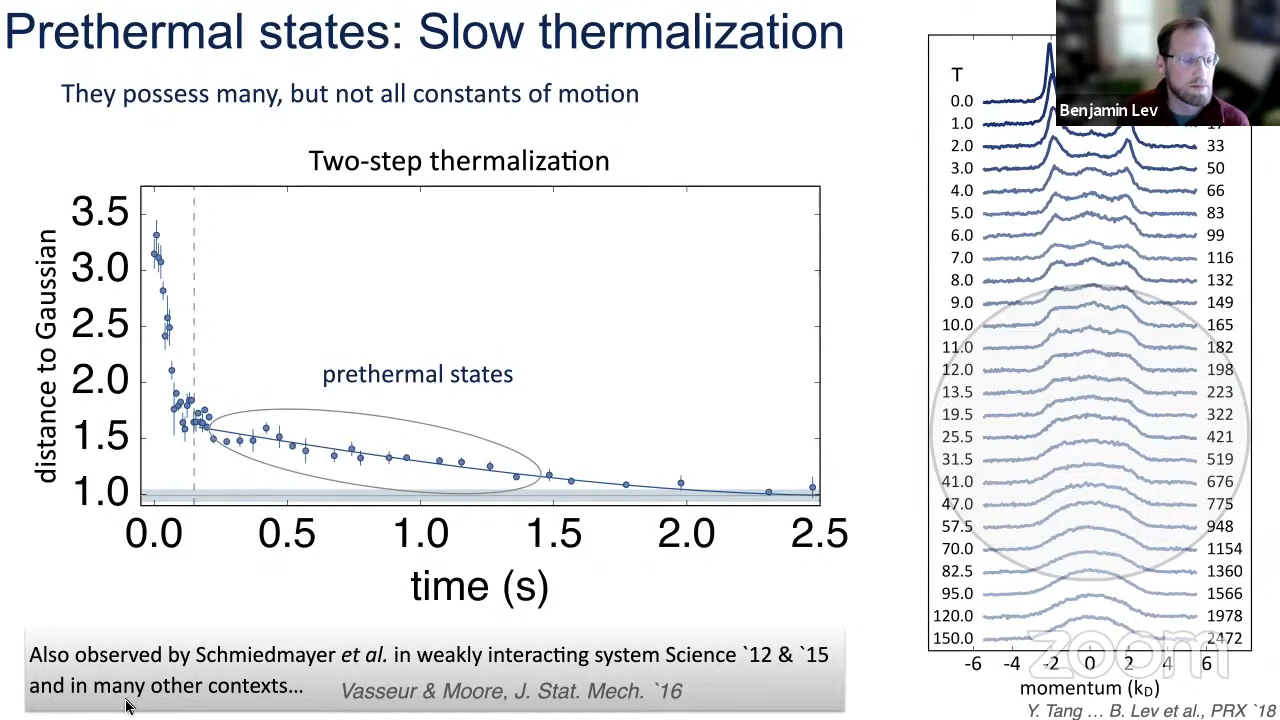 Prethermal states: Slow thermalization
They possess many, but not all constants of motion
Two-step thermalization
distance to Gaussian
3.5
3.0
2.5
2.0
1.5
1.0
prethermal states
0.0 0.5 1.0 1.5 2.0 2.5
time (s)
Also observed by Schmiedmayer et al. in weakly interacting system Science `12 & `15
and in many other contexts...
Vasseur & Moore, J. Stat. Mech. `16
Benjamin Lev
T
0.0
1.0 17
2.0 33
3.0 50
4.0 66
5.0 83
6.0 99
7.0 116
8.0 132
9.0 149
10.0 165
11.0 182
12.0 198
13.5 223
19.5 322
25.5 421
31.5 519
41.0 676
47.0 775
57.5 948
70.0 1154
82.5 1360
95.0 1566
120.0 1978
150.0 2472
zoom
-6 -4 -2 0 2 4 6
momentum (kD)
Y. Tang ... B. Lev et al., PRX `18